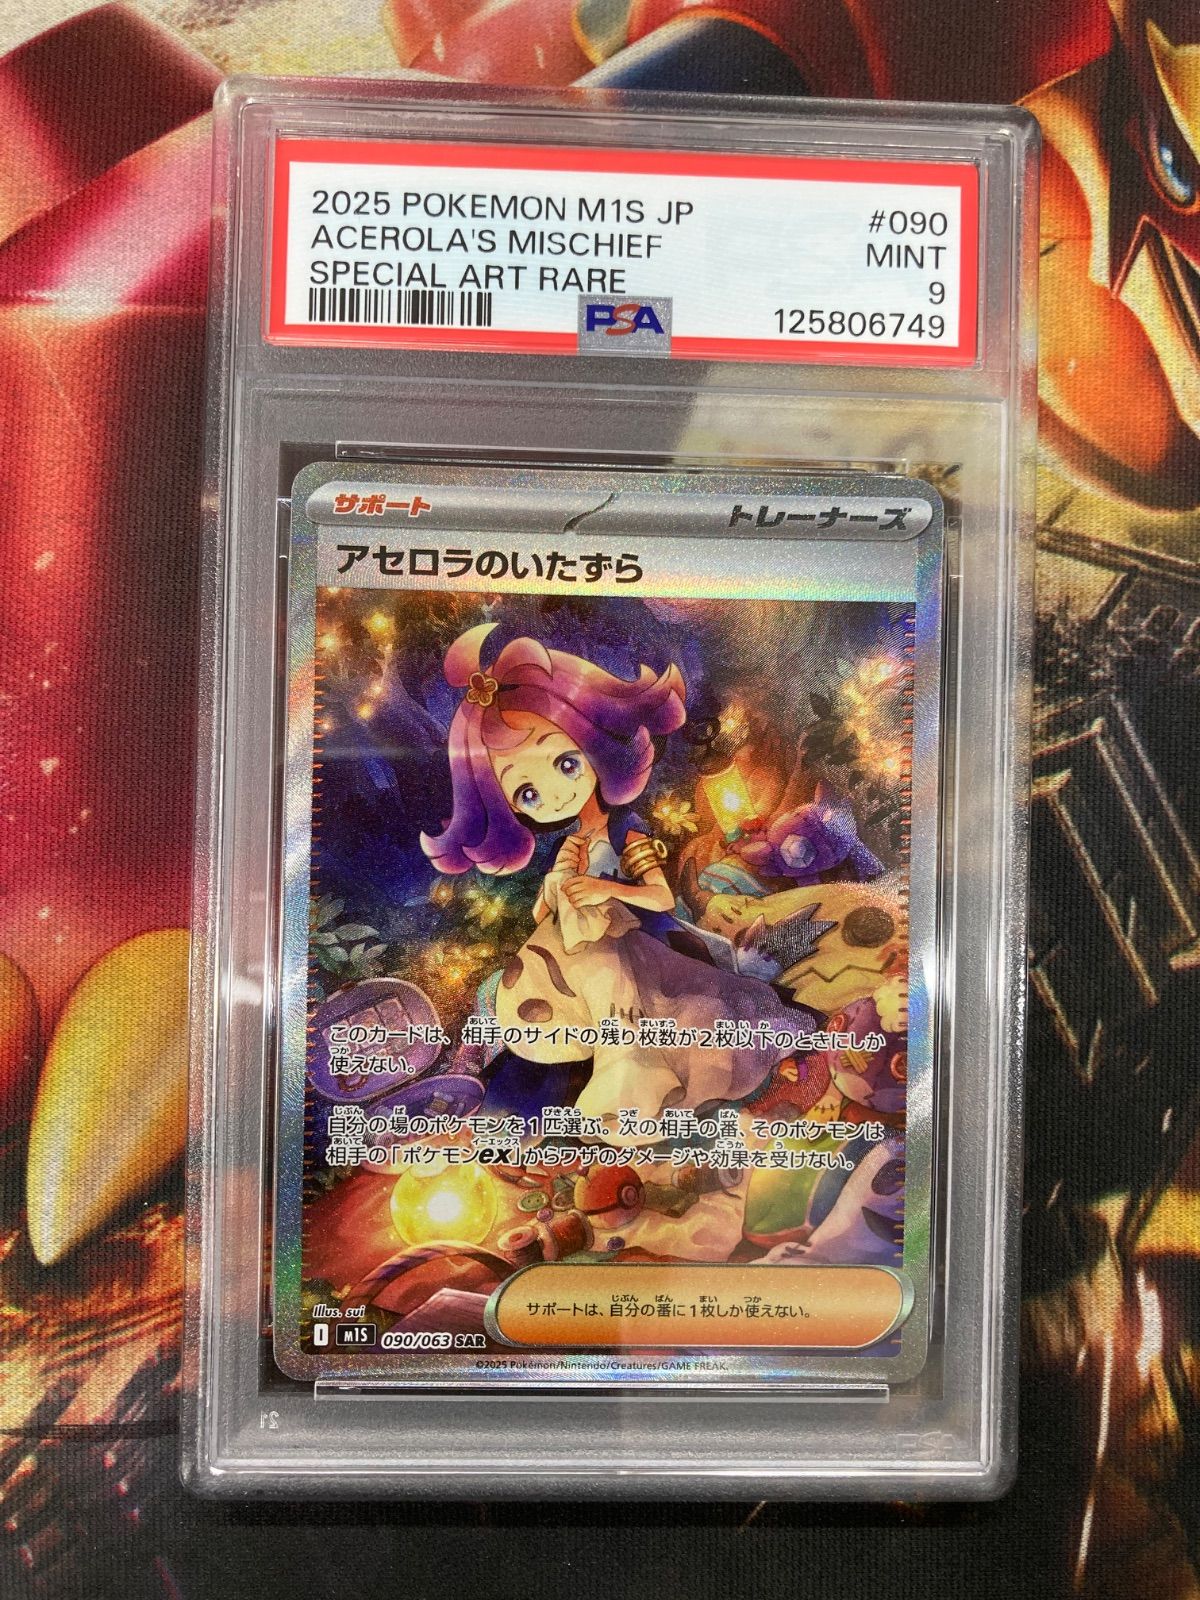 2025 POKEMON M1S JP #090
ACEROLA'S MISCHIEF MINT
SPECIAL ART RARE 9
PSA 125806749
サポート トレーナーズ
アセロラのいたずら
このカードは、相手のサイドの残り枚数が2枚以下のときにしか
使えない。
自分の場のポケモンを1匹選ぶ。次の相手の番、そのポケモンは
相手の「ポケモンex」からワザのダメージや効果を受けない。
サポートは、自分の番に1枚しか使えない。
Illus. sui
I M1S 090/063 SAR
©2025 Pokémon/Nintendo/Creatures/GAME FREAK.